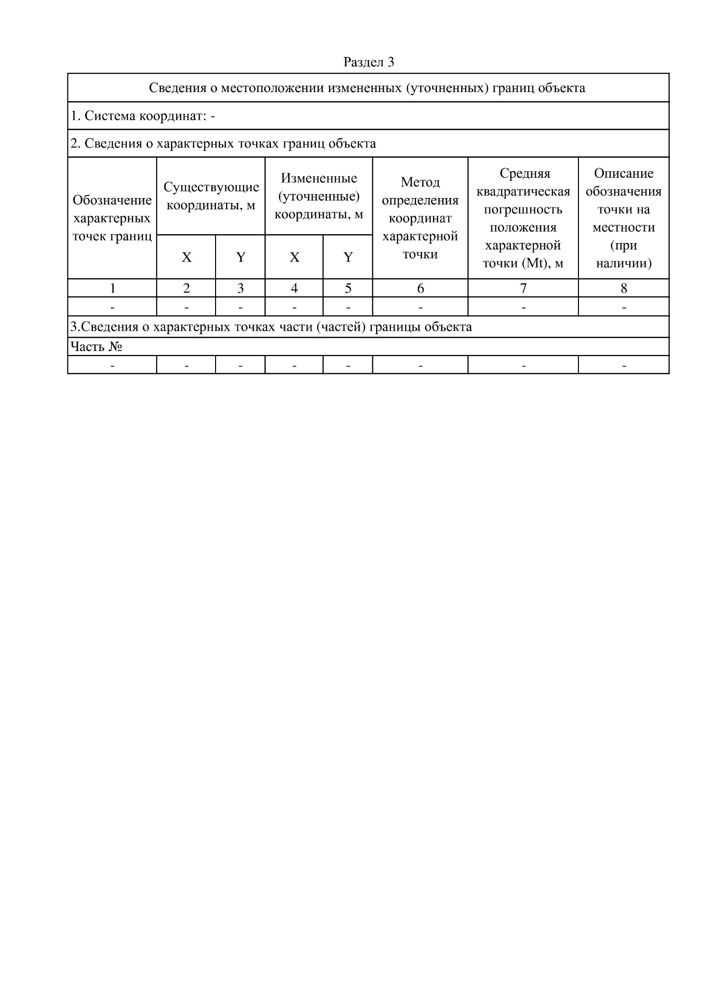 Раздел 3
Сведения о местоположении измененных (уточненных) границ объекта
1. Система координат: -
2. Сведения о характерных точках границ объекта
Обозначение
характерных
точек границ
Существующие
координаты, м
Измененные
(уточненные)
координаты, м
Метод
определения
координат
характерной
точки
Средняя
квадратическая
погрешность
положения
характерной
точки (Mt), м
Описание
обозначения
точки на
местности
(при
наличии)
X Y X Y
1 2 3 4 5 6 7 8
- - - - - - - -
3.Сведения о характерных точках части (частей) границы объекта
Часть №
- - - - - - - -